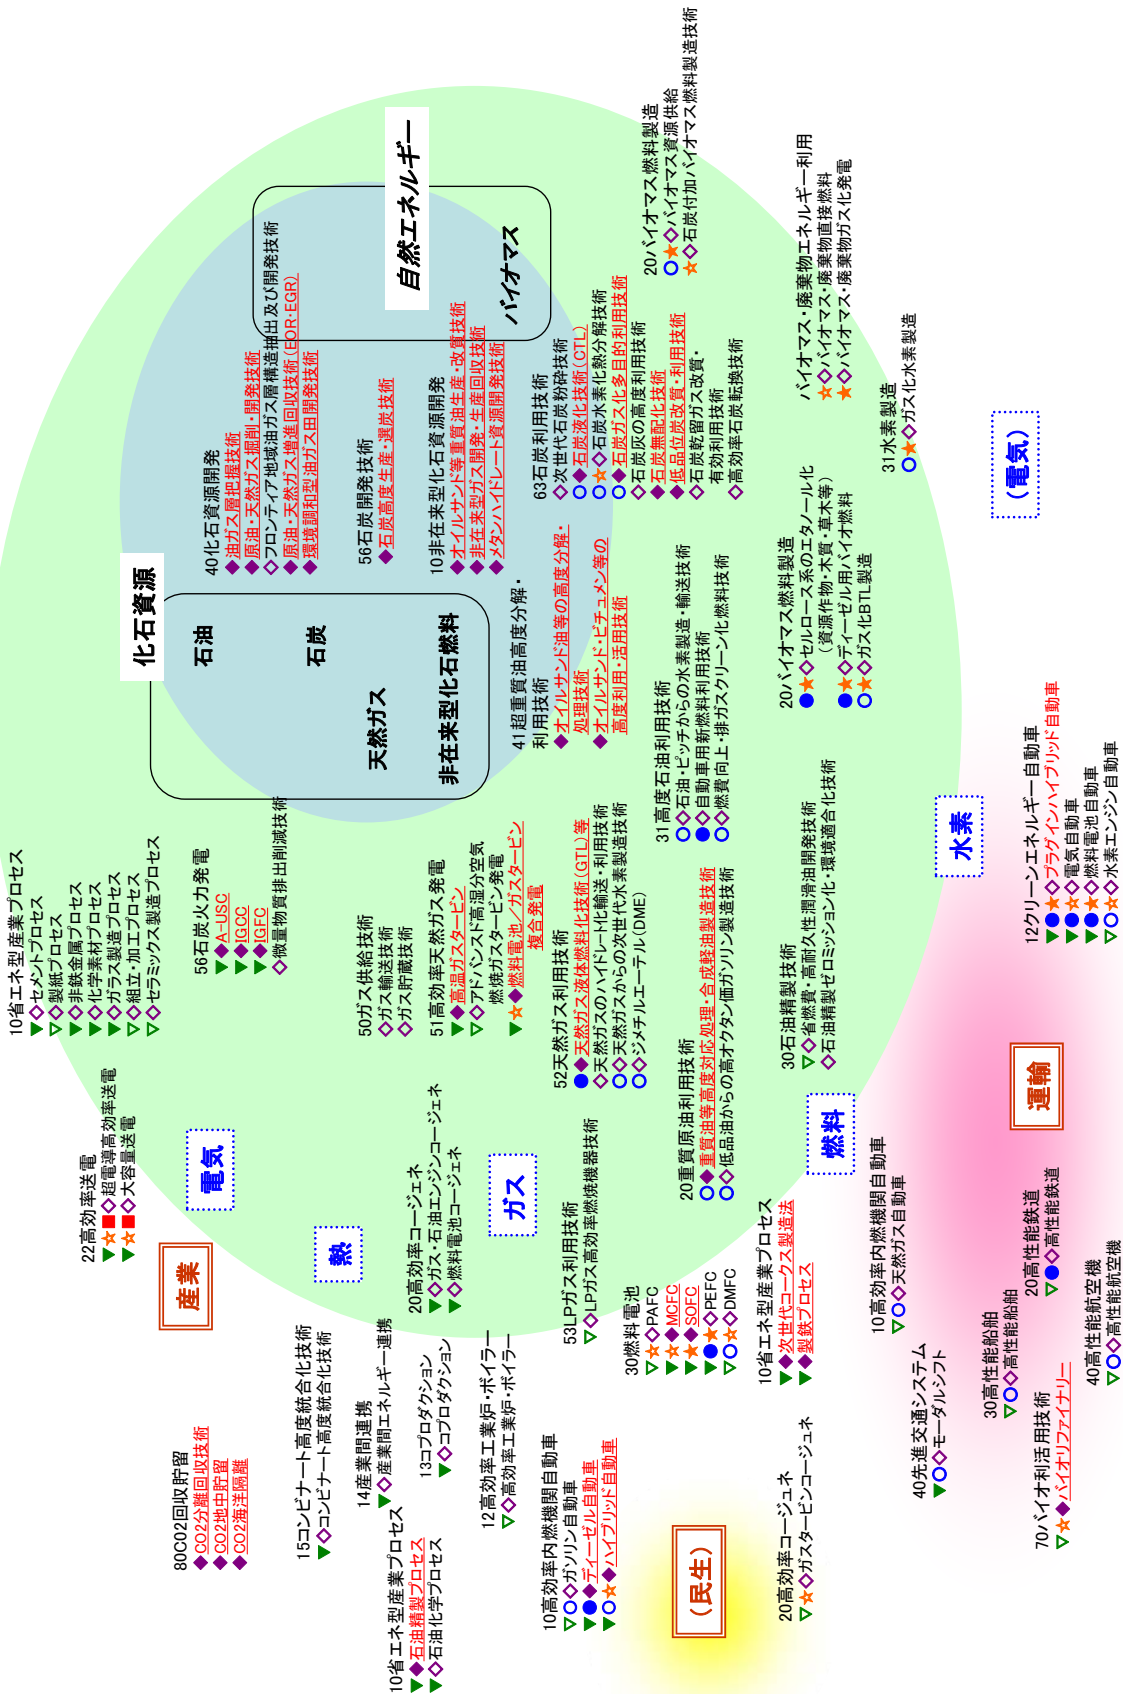 化石資源
石油
石炭
天然ガス
非在来型化石燃料
自然エネルギー
バイオマス
40化石資源開発
◆油ガス層把握技術
◆原油・天然ガス掘削・開発技術
◇フロンティア地域油ガス層構造抽出及び開発技術
◆原油・天然ガス増進回収技術(EOR・EGR)
◆環境調和型油ガス田開発技術
56石炭開発技術
◆石炭高度生産・選炭技術
10非在来型化石資源開発
◆オイルサンド等重質油生産・改質技術
◆非在来型ガス開発・生産回収技術
◆メタンハイドレート資源開発技術
41超重質油高度分解・
利用技術
◆オイルサンド油等の高度分解・
処理技術
◆オイルサンド・ビチュメン等の
高度利用・活用技術
63石炭利用技術
◇次世代石炭粉砕技術
○◆石炭液化技術(CTL)
○☆◇石炭水素化熱分解技術
○◆石炭ガス化多目的利用技術
◇石炭灰の高度利用技術
◆石炭無配化技術
◆低品位炭改質・利用技術
◇石炭乾留ガス改質・
有効利用技術
◇高効率石炭転換技術
20バイオマス燃料製造
○★◇バイオマス資源供給
★◇石炭付加バイオマス燃料製造技術
バイオマス・廃棄物エネルギー利用
★◇バイオマス・廃棄物直接燃料
★◇バイオマス・廃棄物ガス化発電
31水素製造
○★◇ガス化水素製造
20バイオマス燃料製造
●★◇セルロース系のエタノール化
(資源作物・木質・草木等)
●★◇ディーゼル用バイオ燃料
○★◇ガス化BTL製造
31高度石油利用技術
○◇石油・ピッチからの水素製造・輸送技術
●◇自動車用新燃料利用技術
○◇燃費向上・排ガスクリーン化燃料技術
10省エネ型産業プロセス
▼◇セメントプロセス
▽◇製紙プロセス
▼◇非鉄金属プロセス
▼◇化学素材プロセス
▼◇ガラス製造プロセス
▽◇組立・加工プロセス
▽◇セラミックス製造プロセス
56石炭火力発電
▼◆A-USC
▼◆IGCC
▼◆IGFC
◇微量物質排出削減技術
50ガス供給技術
◇ガス輸送技術
◇ガス貯蔵技術
51高効率天然ガス発電
▼◆高温ガスタービン
▽◇アドバンスド高湿分空気
燃焼ガスタービン発電
▼☆◆燃料電池/ガスタービン
複合発電
52天然ガス利用技術
●◆天然ガス液体燃料化技術(GTL)等
◇天然ガスのハイドレート化輸送・利用技術
○◇天然ガスからの次世代水素製造技術
○◇ジメチルエーテル(DME)
20重質原油利用技術
○◆重質油等高度対応処理・合成軽油製造技術
○◇低品油からの高オクタン価ガソリン製造技術
30石油精製技術
▽◇省燃費・高耐久性潤滑油開発技術
◇石油精製ゼロミッション化・環境適合化技術
22高効率送電
▼☆■◇超電導高効率送電
▼☆■◇大容量送電
電気
産業
熱
20高効率コージェネ
▼◇ガス・石油エンジンコージェネ
▼◇燃料電池コージェネ
ガス
53LPガス利用技術
▽◇LPガス高効率燃焼機器技術
30燃料電池
▽☆◇PAFC
▼★◆MCFC
▼★◆SOFC
▼●★◇PEFC
▽○☆◇DMFC
10省エネ型産業プロセス
▼◆次世代コークス製造法
▼◆製鉄プロセス
燃料
水素
(電気)
12クリーンエネルギー自動車
▼●★◇プラグインハイブリッド自動車
▼●★◇電気自動車
▼●★◇燃料電池自動車
▽○☆◇水素エンジン自動車
運輸
80CO2回収貯留
◆CO2分離回収技術
◆CO2地中貯留
◆CO2海洋隔離
15コンビナート高度統合化技術
▼◇コンビナート高度統合化技術
14産業間連携
▼◇産業間エネルギー連携
13コプロダクション
▼◇コプロダクション
10省エネ型産業プロセス
▼◆石油精製プロセス
▼◇石油化学プロセス
12高効率工業炉・ボイラー
▽◇高効率工業炉・ボイラー
10高効率内燃機関自動車
▽○◇ガソリン自動車
▼●◆ディーゼル自動車
▼○☆◆ハイブリッド自動車
(民生)
20高効率コージェネ
▽☆◇ガスタービンコージェネ
10高効率内燃機関自動車
▽○◇天然ガス自動車
40先進交通システム
▼○◇モーダルシフト
30高性能船舶
▽○◇高性能船舶
20高性能鉄道
▽●◇高性能鉄道
70バイオ利活用技術
▽☆◆バイオリファイナリー
40高性能航空機
▽○◇高性能航空機